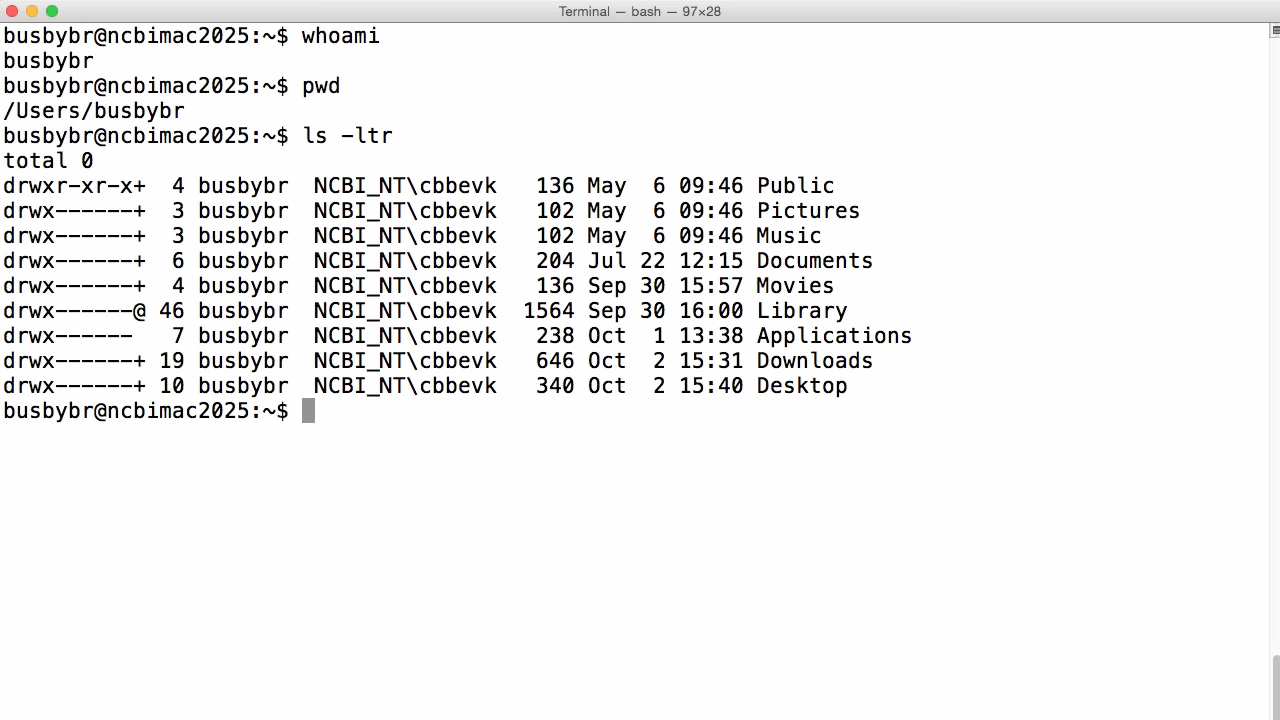 Terminal — bash — 97×28
busbybr@ncbimac2025:~$ whoami
busbybr
busbybr@ncbimac2025:~$ pwd
/Users/busbybr
busbybr@ncbimac2025:~$ ls -ltr
total 0
drwxr-xr-x+  4 busbybr  NCBI_NT\cbbevk   136 May  6 09:46 Public
drwx------+  3 busbybr  NCBI_NT\cbbevk   102 May  6 09:46 Pictures
drwx------+  3 busbybr  NCBI_NT\cbbevk   102 May  6 09:46 Music
drwx------+  6 busbybr  NCBI_NT\cbbevk   204 Jul 22 12:15 Documents
drwx------+  4 busbybr  NCBI_NT\cbbevk   136 Sep 30 15:57 Movies
drwx------@ 46 busbybr  NCBI_NT\cbbevk  1564 Sep 30 16:00 Library
drwx------   7 busbybr  NCBI_NT\cbbevk   238 Oct  1 13:38 Applications
drwx------+ 19 busbybr  NCBI_NT\cbbevk   646 Oct  2 15:31 Downloads
drwx------+ 10 busbybr  NCBI_NT\cbbevk   340 Oct  2 15:40 Desktop
busbybr@ncbimac2025:~$